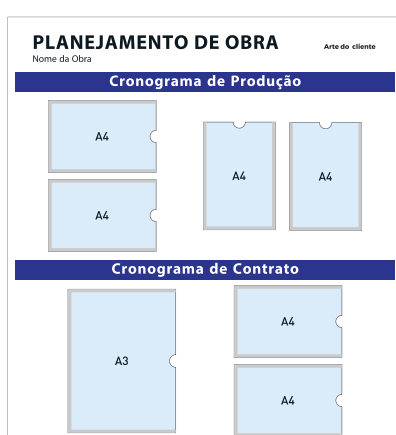 PLANEJAMENTO DE OBRA
Arte do cliente
Nome da Obra
Cronograma de Produção
A4
A4
A4
A4
Cronograma de Contrato
A3
A4
A4